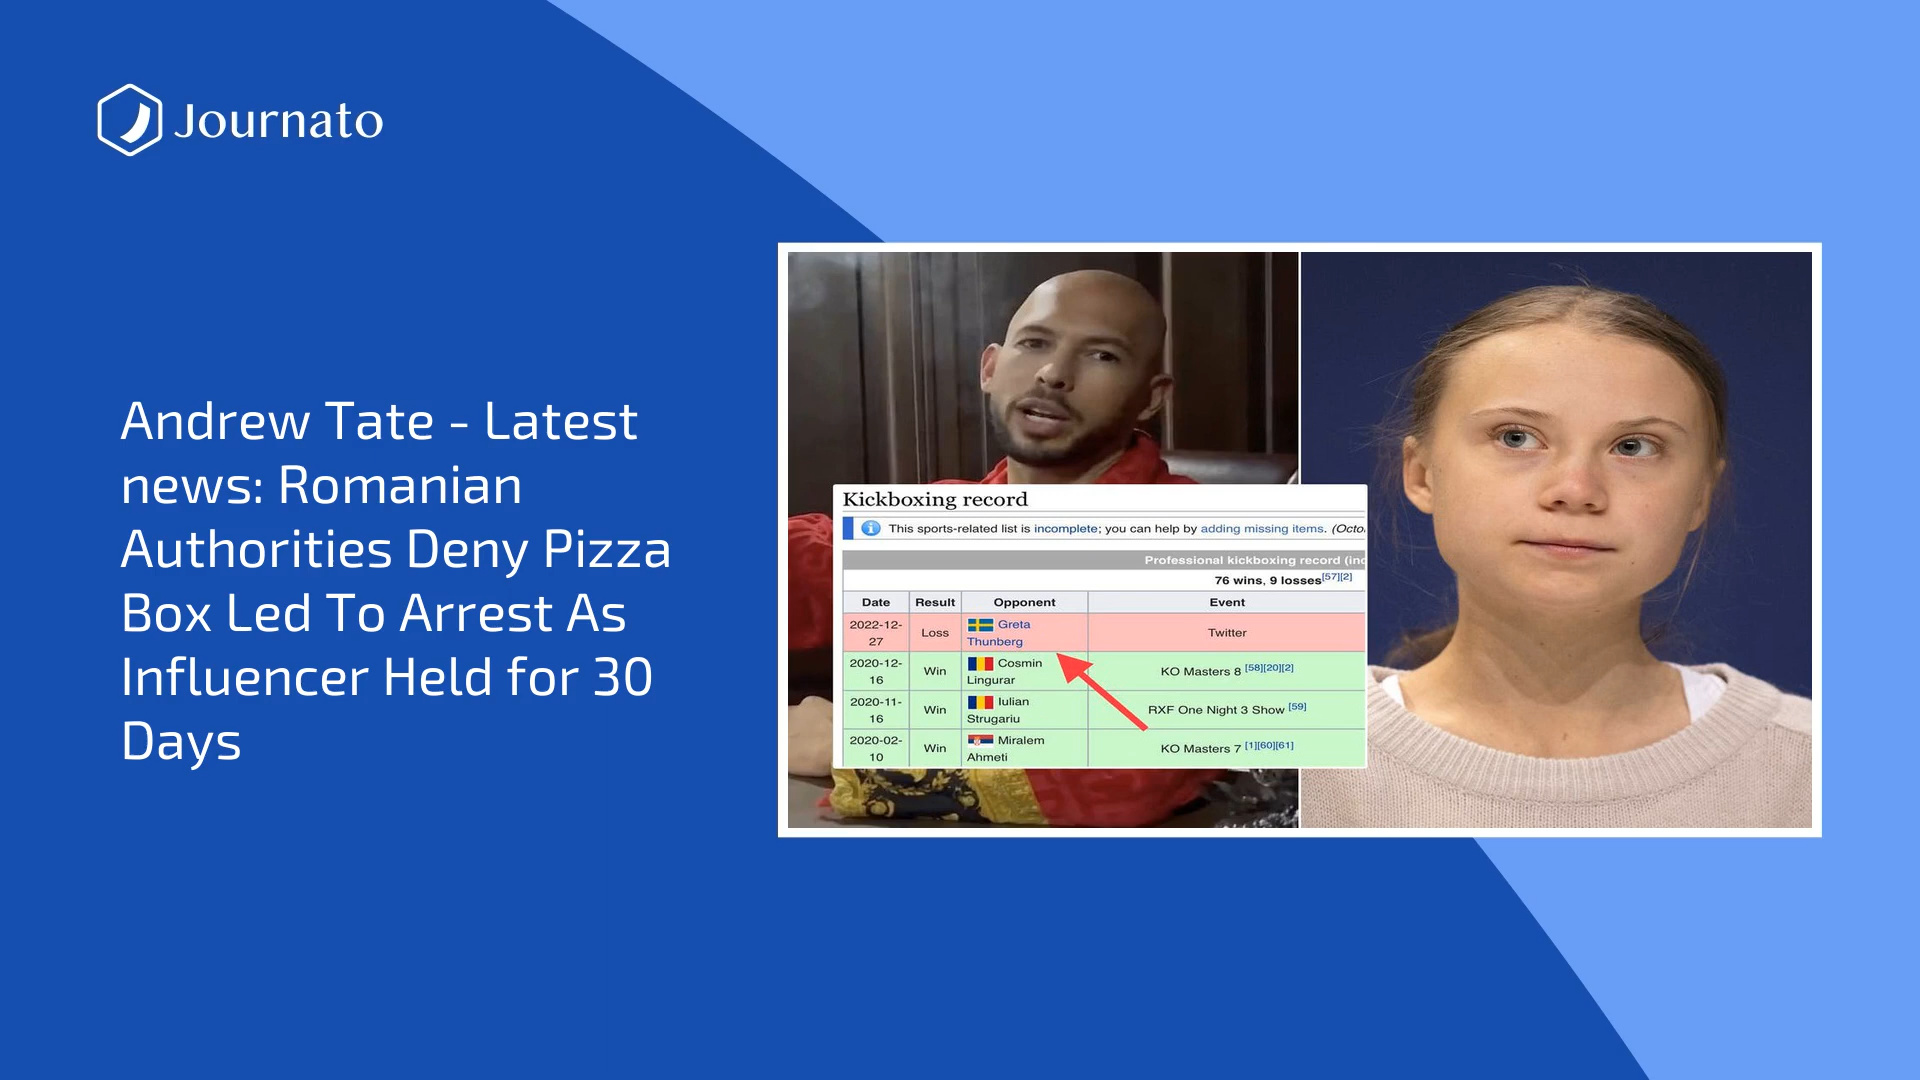 Journato
Andrew Tate - Latest
news: Romanian
Authorities Deny Pizza
Box Led To Arrest As
Influencer Held for 30
Days
Kickboxing record
This sports-related list is incomplete; you can help by adding missing items. (Octo
Professional kickboxing record (inc
76 wins, 9 losses[57][2]
Date Result Opponent Event
2022-12-27 Loss Greta Thunberg Twitter
2020-12-16 Win Cosmin Lingurar KO Masters 8 [58][20][2]
2020-11-16 Win Iulian Strugariu RXF One Night 3 Show [59]
2020-02-10 Win Miralem Ahmeti KO Masters 7 [1][60][61]